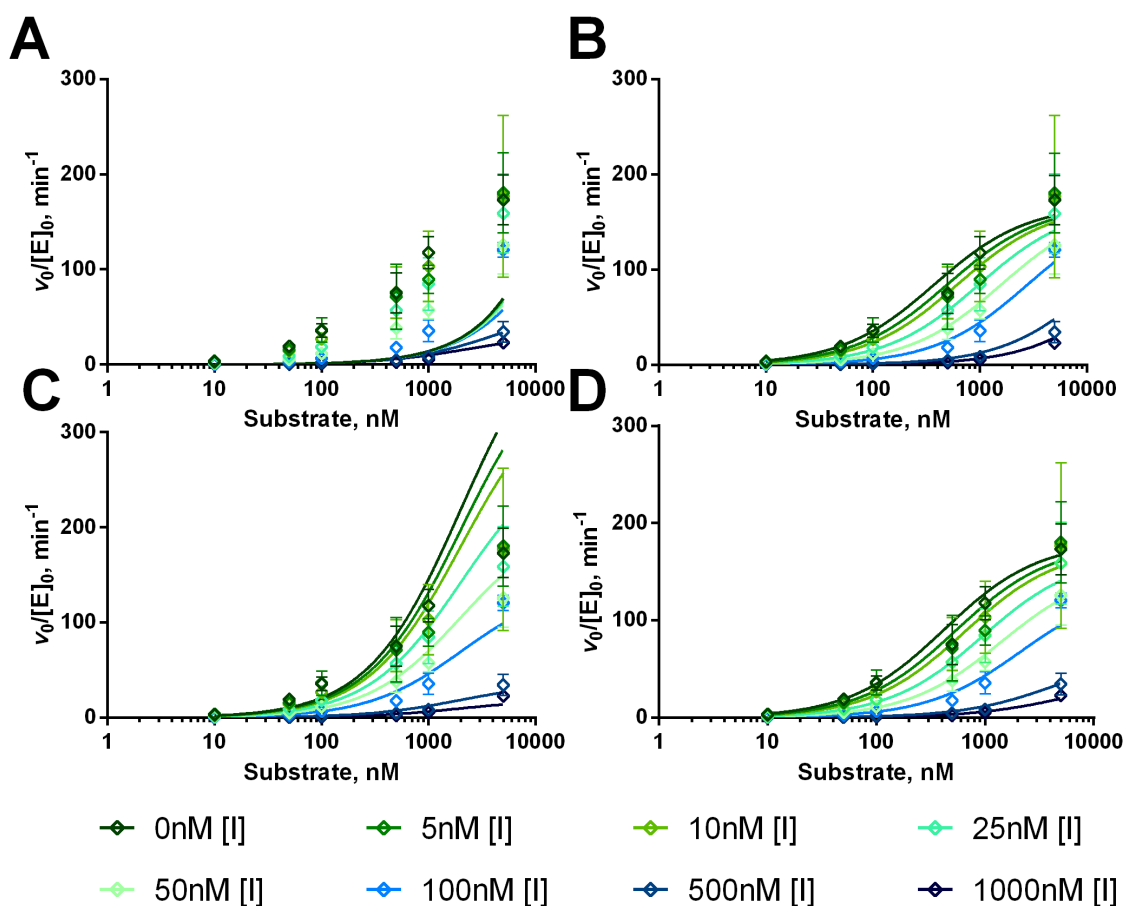 A
B
300
200
100
0
v0/[E]0, min-1
1
10
100
1000
10000
Substrate, nM
300
200
100
0
v0/[E]0, min-1
1
10
100
1000
10000
Substrate, nM
C
D
300
200
100
0
v0/[E]0, min-1
1
10
100
1000
10000
Substrate, nM
300
200
100
0
v0/[E]0, min-1
1
10
100
1000
10000
Substrate, nM
0nM [I]
5nM [I]
10nM [I]
25nM [I]
50nM [I]
100nM [I]
500nM [I]
1000nM [I]